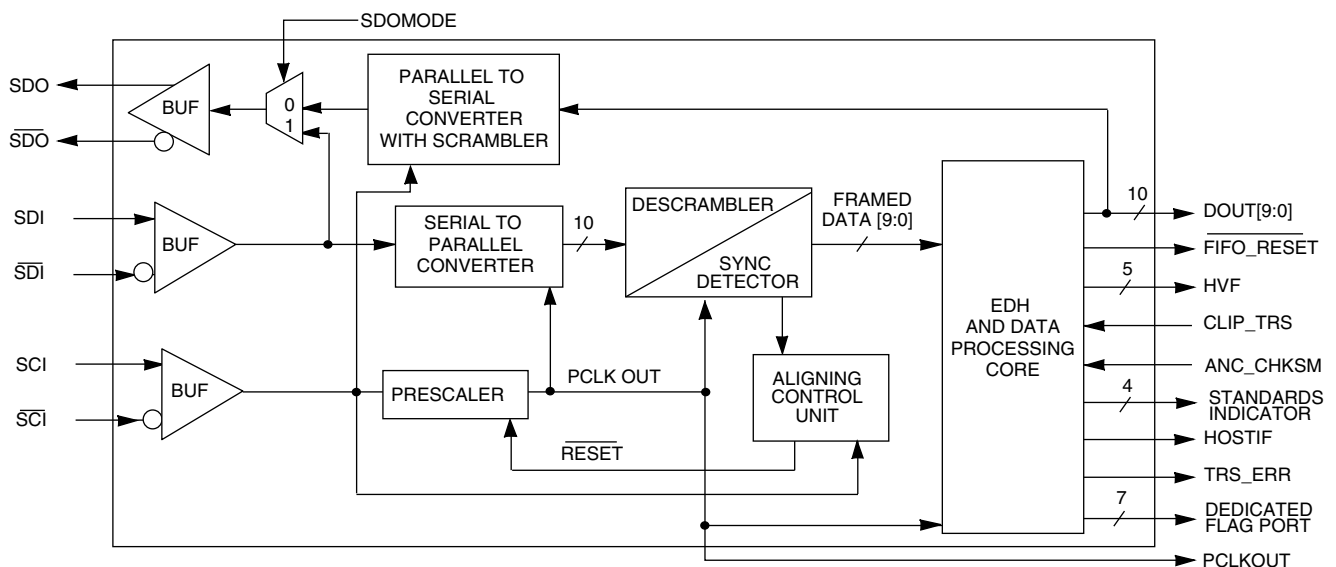 SDOMODE
SDO
SDO
BUF
0
1
PARALLEL TO
SERIAL
CONVERTER
WITH SCRAMBLER
SDI
SDI
BUF
SERIAL TO
PARALLEL
CONVERTER
10
DESCRAMBLER
SYNC
DETECTOR
FRAMED
DATA [9:0]
SCI
SCI
BUF
PRESCALER
PCLK OUT
RESET
ALIGNING
CONTROL
UNIT
EDH
AND DATA
PROCESSING
CORE
10
DOUT[9:0]
FIFO_RESET
5
HVF
CLIP_TRS
ANC_CHKSM
4
STANDARDS
INDICATOR
HOSTIF
TRS_ERR
7
DEDICATED
FLAG PORT
PCLKOUT